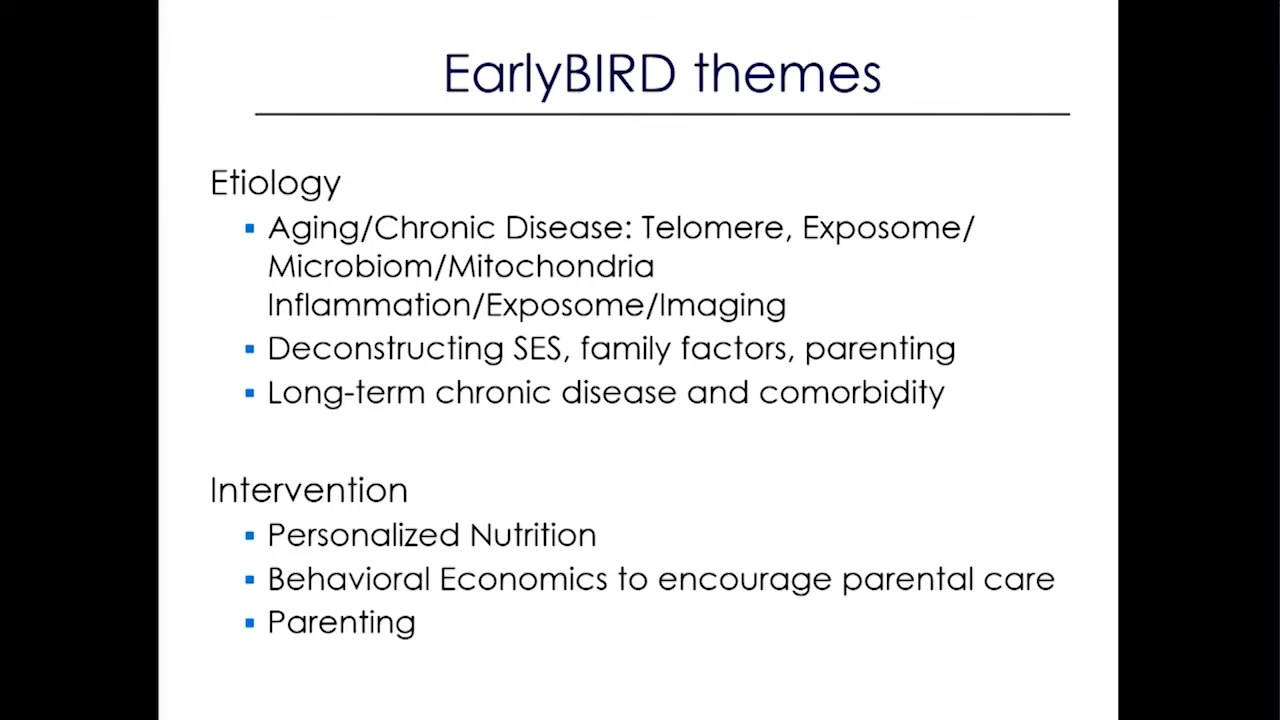 EarlyBIRD themes
Etiology
▪ Aging/Chronic Disease: Telomere, Exposome/
Microbiom/Mitochondria
Inflammation/Exposome/Imaging
▪ Deconstructing SES, family factors, parenting
▪ Long-term chronic disease and comorbidity
Intervention
▪ Personalized Nutrition
▪ Behavioral Economics to encourage parental care
▪ Parenting